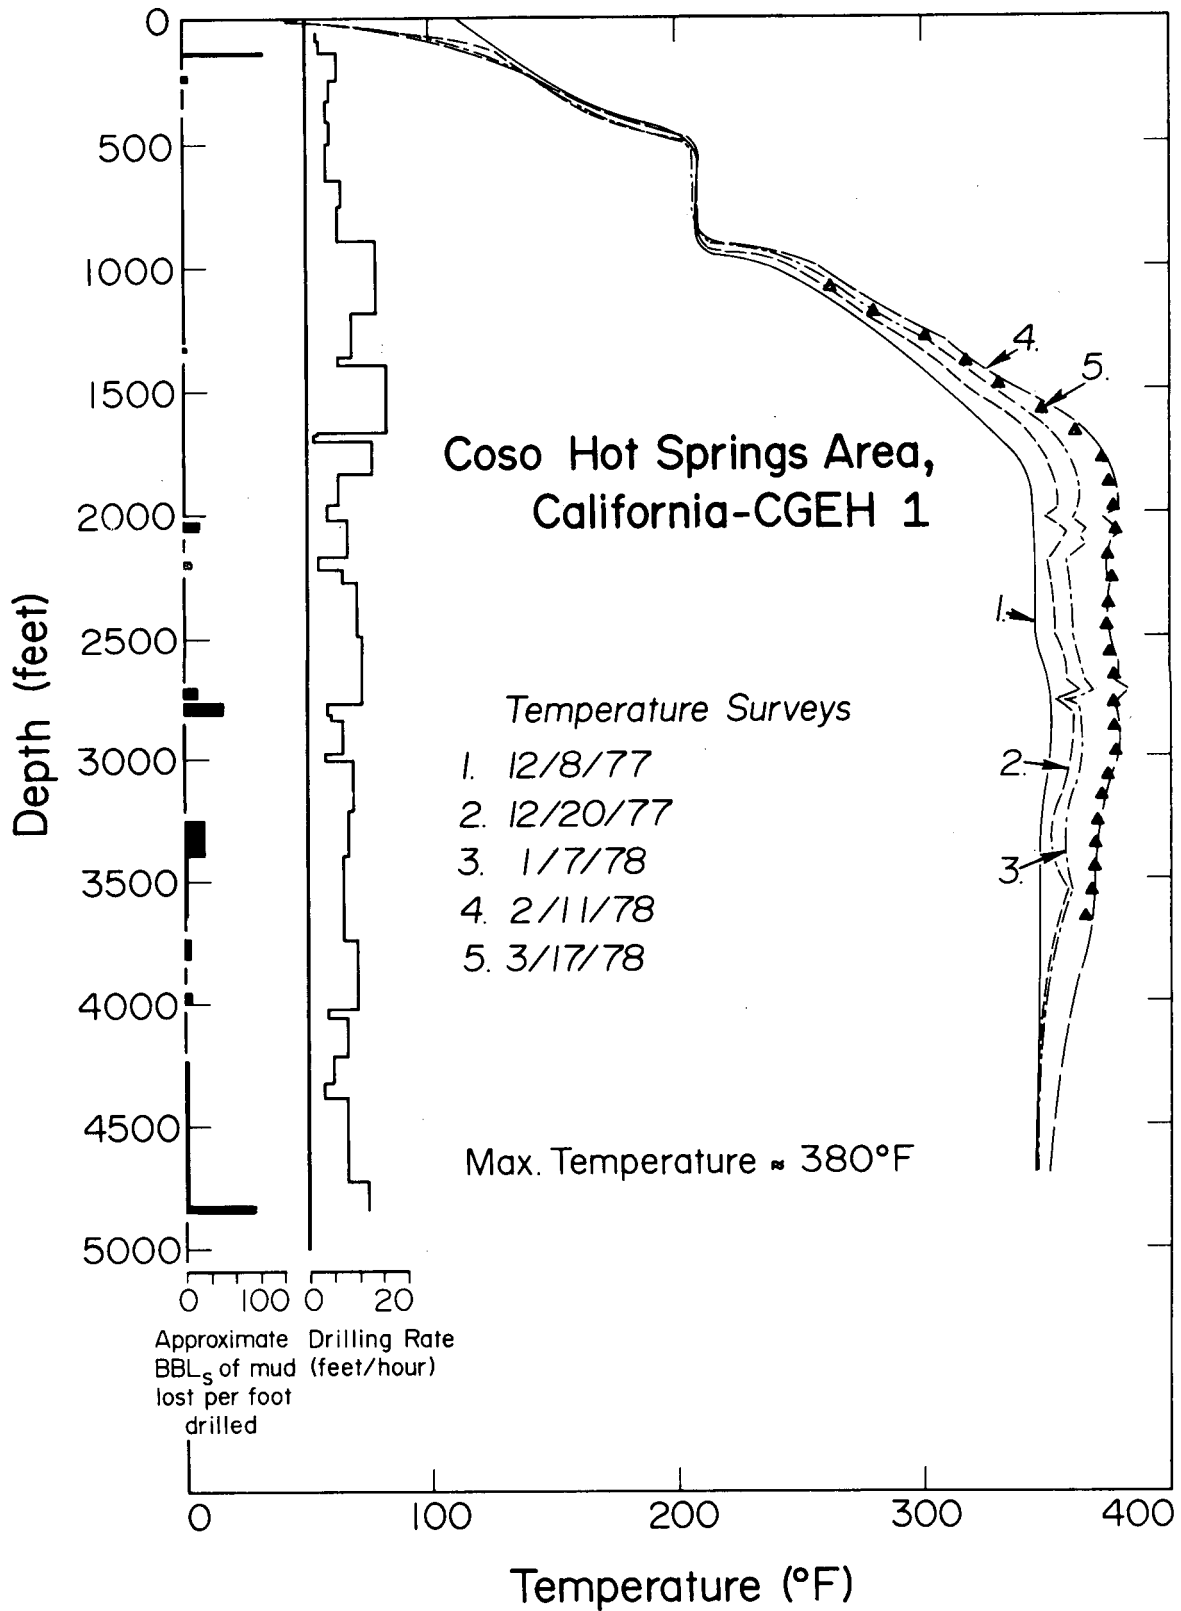 0
500
1000
1500
2000
2500
3000
3500
4000
4500
5000
Depth (feet)
Coso Hot Springs Area,
California-CGEH 1
4.
5.
1.
2.
3.
Temperature Surveys
1. 12/8/77
2. 12/20/77
3. 1/7/78
4. 2/11/78
5. 3/17/78
Max. Temperature ≈ 380°F
0 100 0 20
Approximate Drilling Rate
BBLs of mud (feet/hour)
lost per foot
drilled
0 100 200 300 400
Temperature (°F)